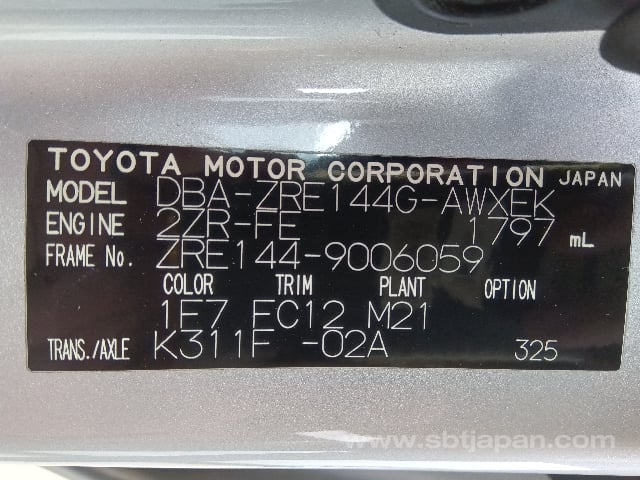 TOYOTA MOTOR CORPORATION JAPAN
MODEL DBA-ZRE144G-AWXEK
ENGINE 2ZR-FE 1797 mL
FRAME No. ZRE144-9006059
COLOR TRIM PLANT OPTION
1E7 FC12 M21
TRANS./AXLE K311F -02A 325
www.sbtjapan.com